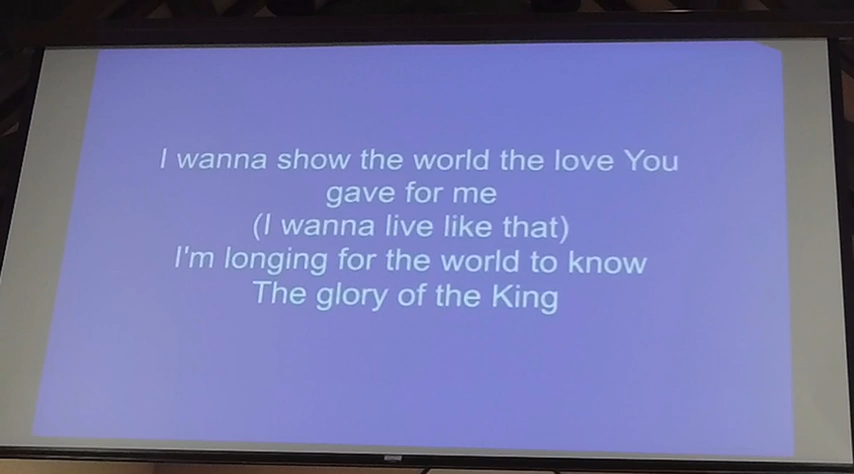 I wanna show the world the love You
gave for me
(I wanna live like that)
I'm longing for the world to know
The glory of the King